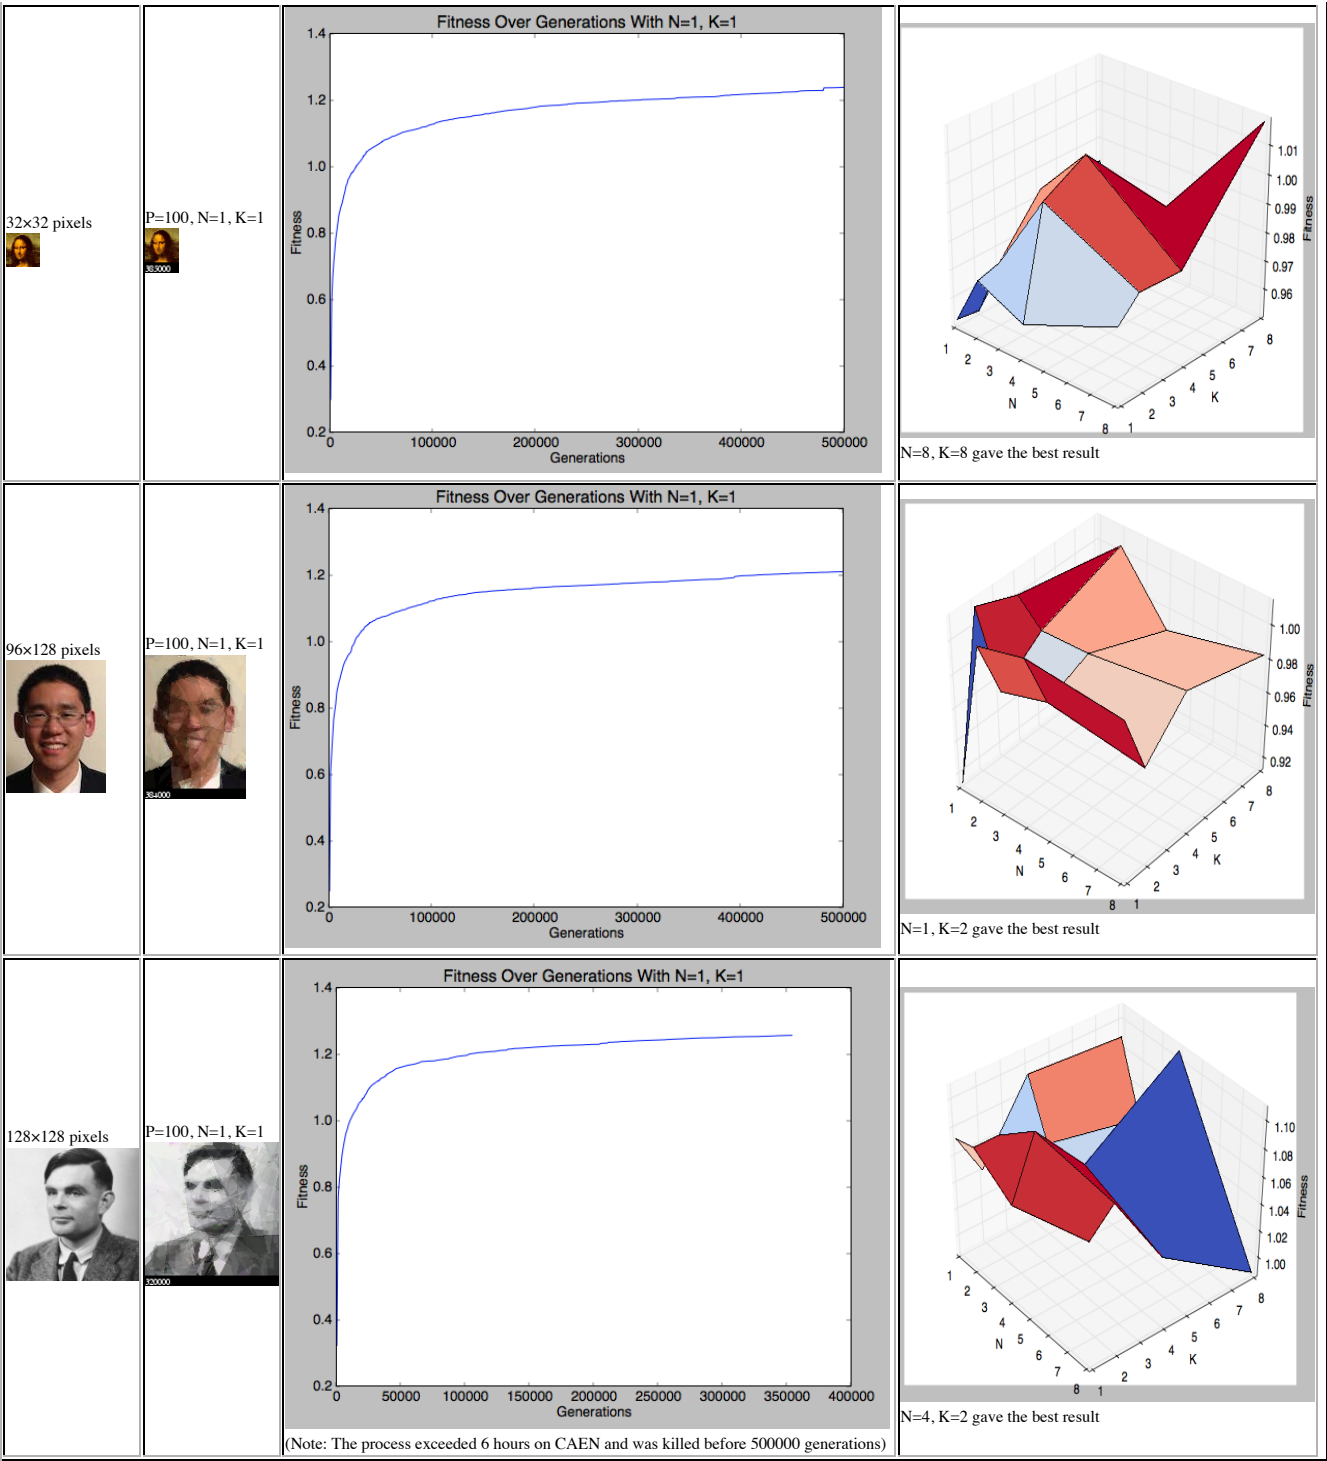 32×32 pixels
P=100, N=1, K=1
383000
Fitness Over Generations With N=1, K=1
1.4
1.2
1.0
0.8
0.6
0.4
0.2
Fitness
0 100000 200000 300000 400000 500000
Generations
1.01
1.00
0.99
0.98
0.97
0.96
Fitness
1 2 3 4 5 6 7 8
N
1 2 3 4 5 6 7 8
K
N=8, K=8 gave the best result
96×128 pixels
P=100, N=1, K=1
384000
Fitness Over Generations With N=1, K=1
1.4
1.2
1.0
0.8
0.6
0.4
0.2
Fitness
0 100000 200000 300000 400000 500000
Generations
1.00
0.98
0.96
0.94
0.92
Fitness
1 2 3 4 5 6 7 8
N
1 2 3 4 5 6 7 8
K
N=1, K=2 gave the best result
128×128 pixels
P=100, N=1, K=1
320000
Fitness Over Generations With N=1, K=1
1.4
1.2
1.0
0.8
0.6
0.4
0.2
Fitness
0 50000 100000 150000 200000 250000 300000 350000 400000
Generations
(Note: The process exceeded 6 hours on CAEN and was killed before 500000 generations)
1.10
1.08
1.06
1.04
1.02
1.00
Fitness
1 2 3 4 5 6 7 8
N
1 2 3 4 5 6 7 8
K
N=4, K=2 gave the best result